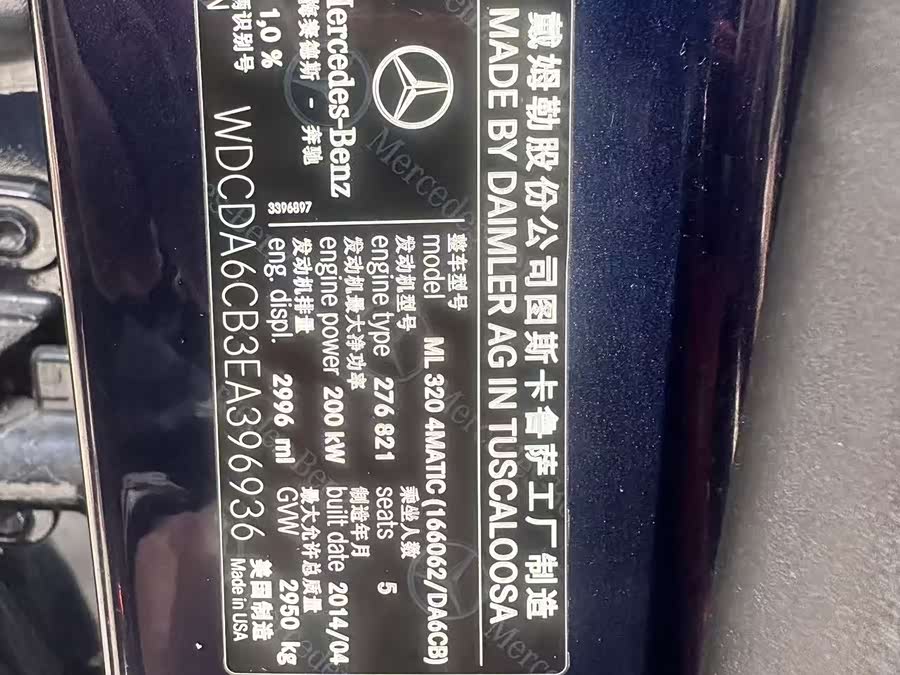 戴姆勒股份公司图斯卡鲁萨工厂制造
MADE BY DAIMLER AG IN TUSCALOOSA
整车型号
model ML 320 4MATIC (166062/DA6CB)
发动机型号 乘坐人数
engine type 276 821 seats 5
发动机最大净功率 制造年月
engine power 200 kW built date 2014/04
发动机排量 最大允许总质量
eng. displ. 2996 ml GVW 2950 kg
Mercedes-Benz
梅赛德斯 - 奔驰
3396897
1,0 %
辆识别号
N WDCDA6CB3EA396936
美国制造
Made in USA